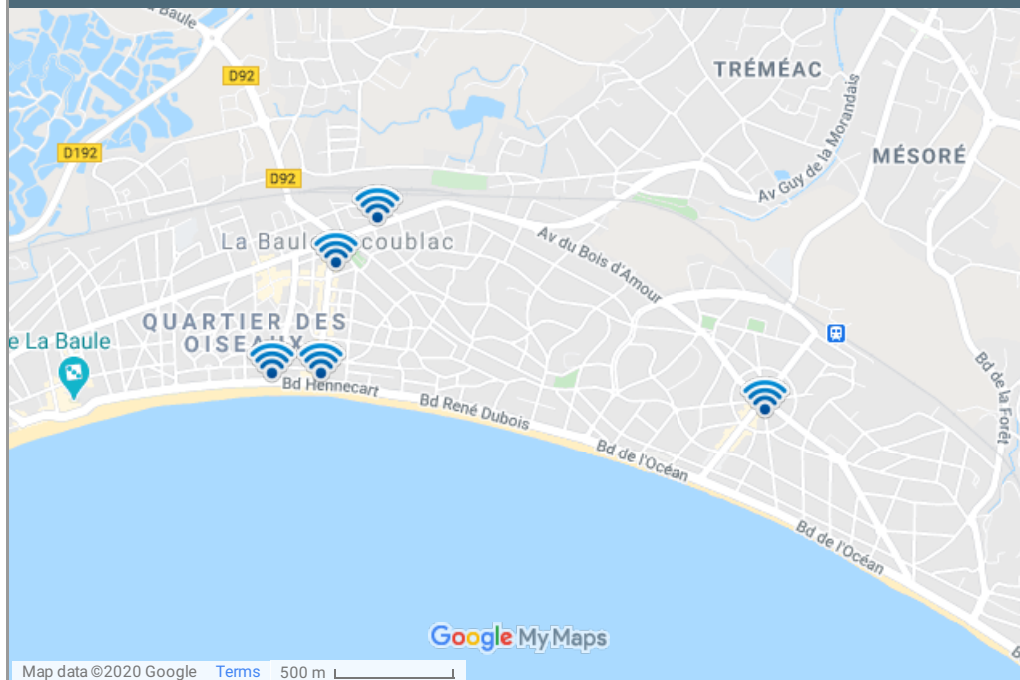 a Baule
D92
TRÉMÉAC
D192
MÉSORÉ
D92
Av Guy de la Morandais
La Baul coublac
Av du Bois d'Amour
QUARTIER DES
OISEAUX
e La Baule
Bd de la Forêt
Bd Hennecart
Bd René Dubois
Bd de l'Océan
Bd de l'Océan
Google My Maps
Map data ©2020 Google Terms 500 m